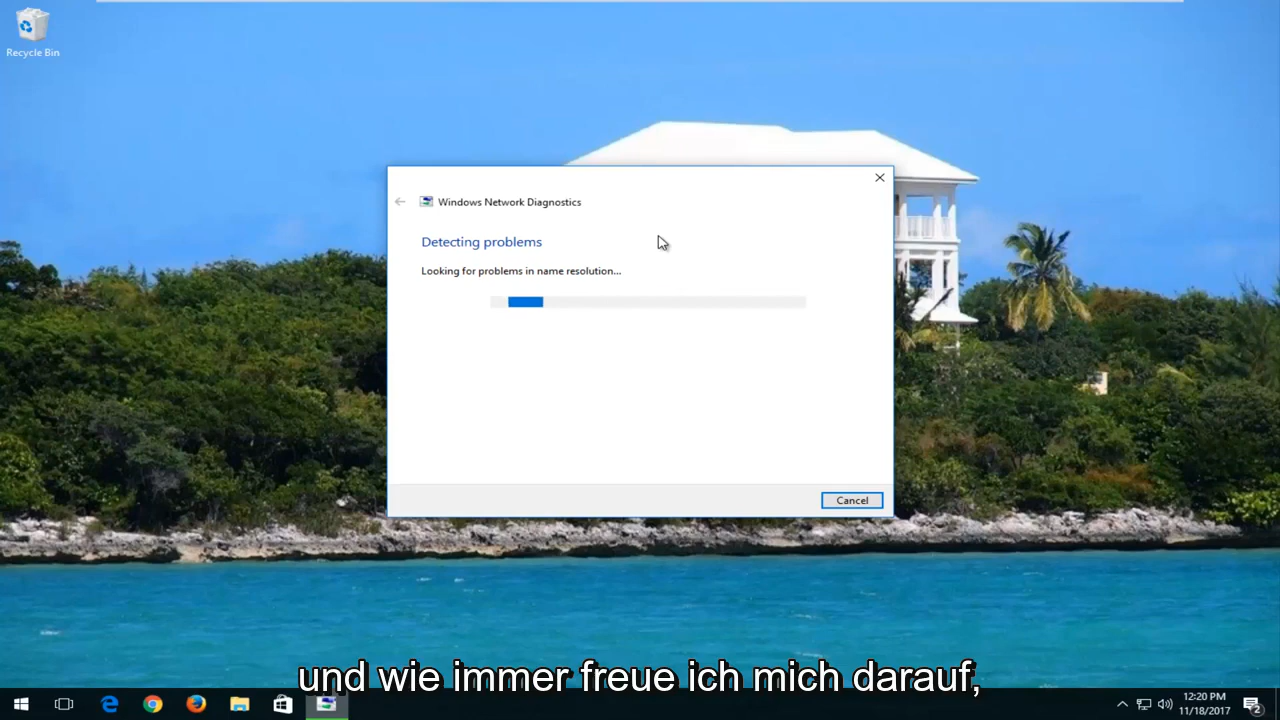 Recycle Bin
Windows Network Diagnostics
Detecting problems
Looking for problems in name resolution...
Cancel
und wie immer freue ich mich darauf,
12:20 PM
11/18/2017
2